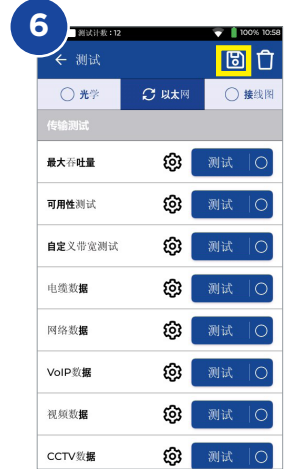 6
测试计数：12 100% 10:58
← 测试
光学 以太网 接线图
传输测试
最大吞吐量 测试
可用性测试 测试
自定义带宽测试 测试
电缆数据 测试
网络数据 测试
VoIP数据 测试
视频数据 测试
CCTV数据 测试